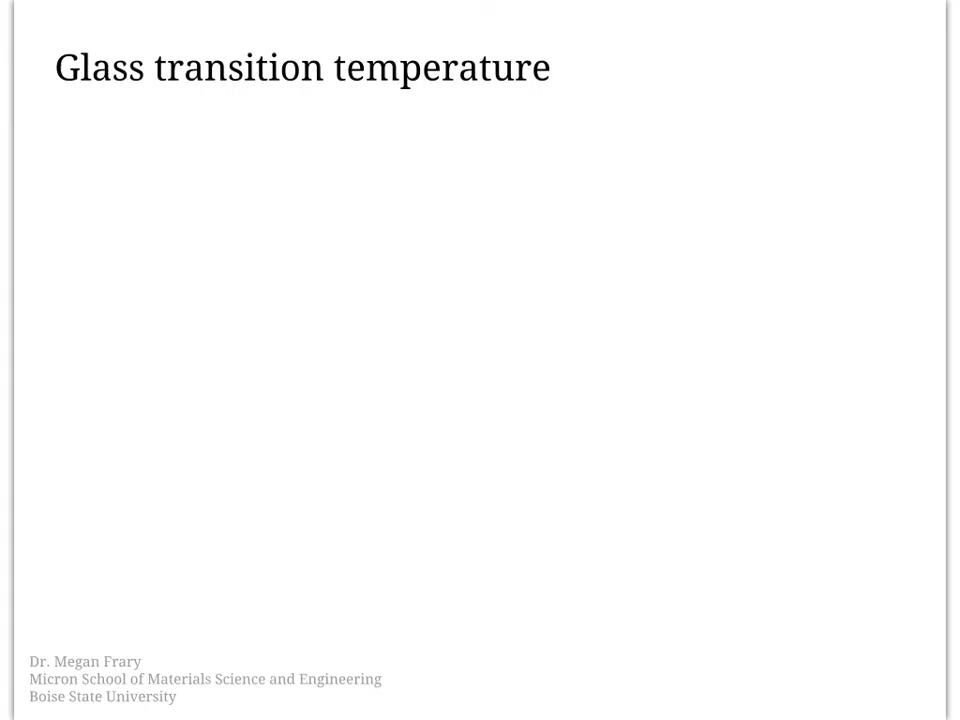 Glass transition temperature
Dr. Megan Frary
Micron School of Materials Science and Engineering
Boise State University